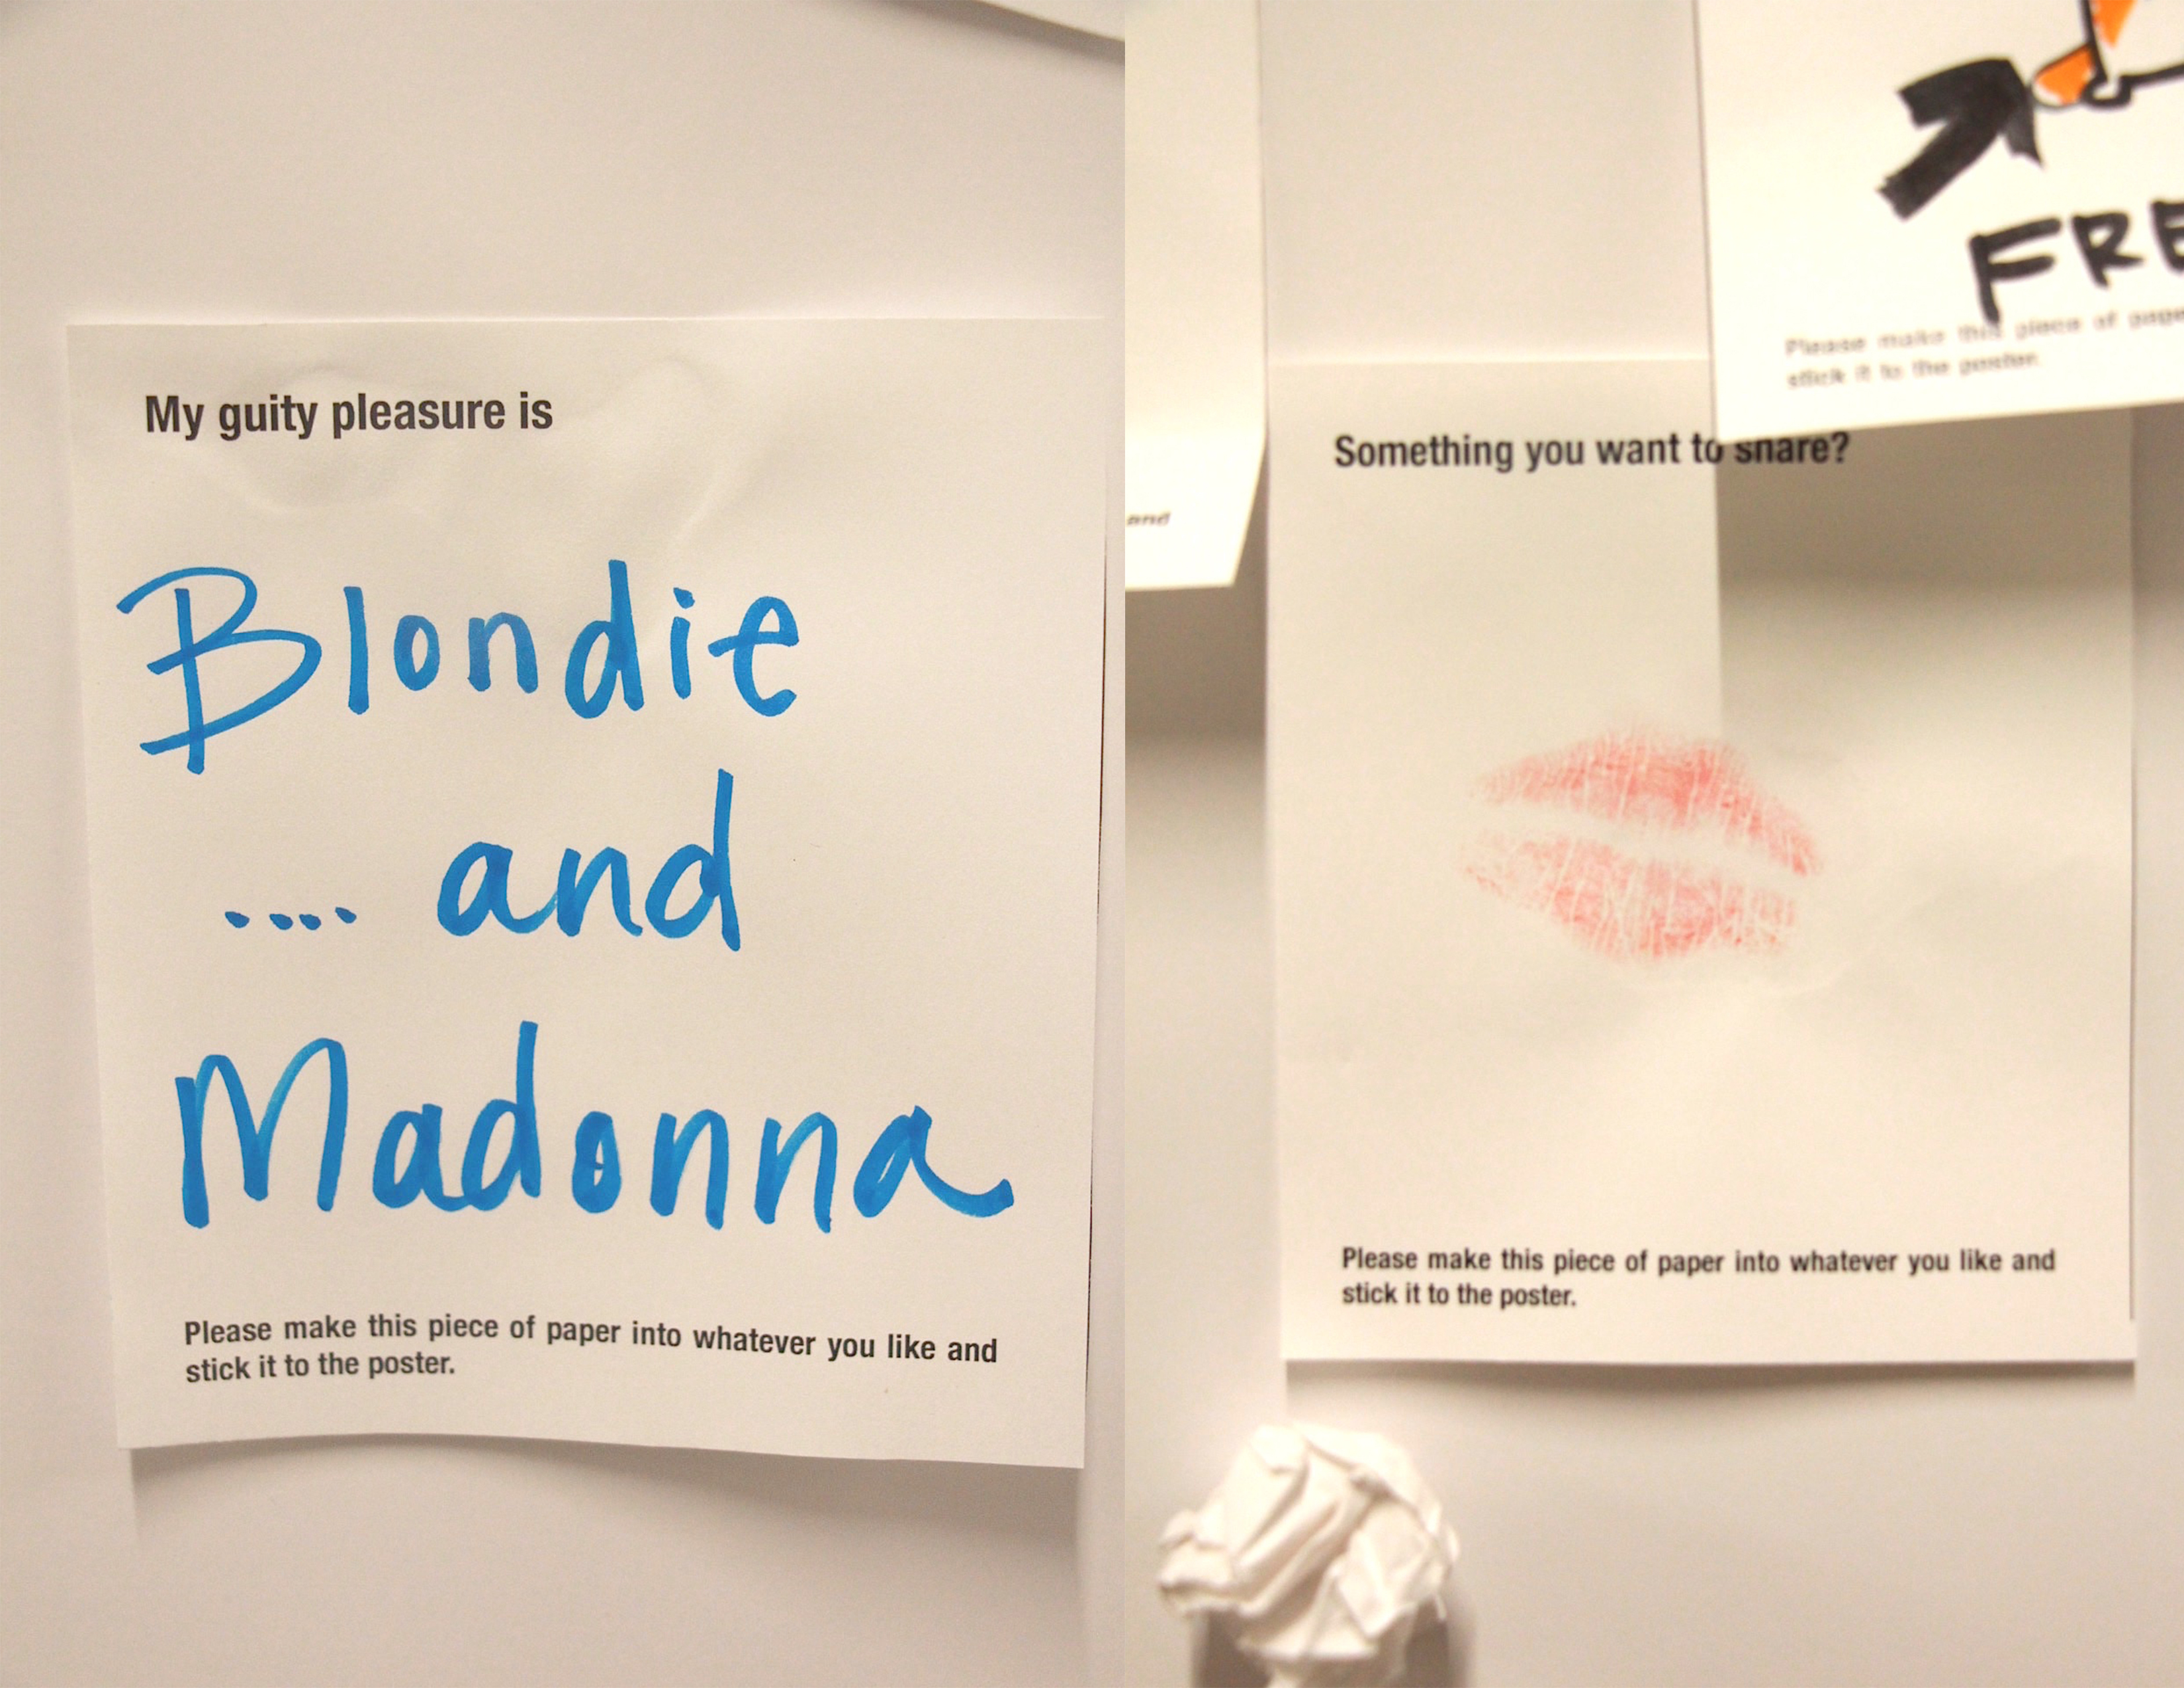 My guity pleasure is
Blondie
.... and
Madonna
Please make this piece of paper into whatever you like and
stick it to the poster.
and
FRE
Please make this piece of pape
stick it to the poster.
Something you want to share?
Please make this piece of paper into whatever you like and
stick it to the poster.